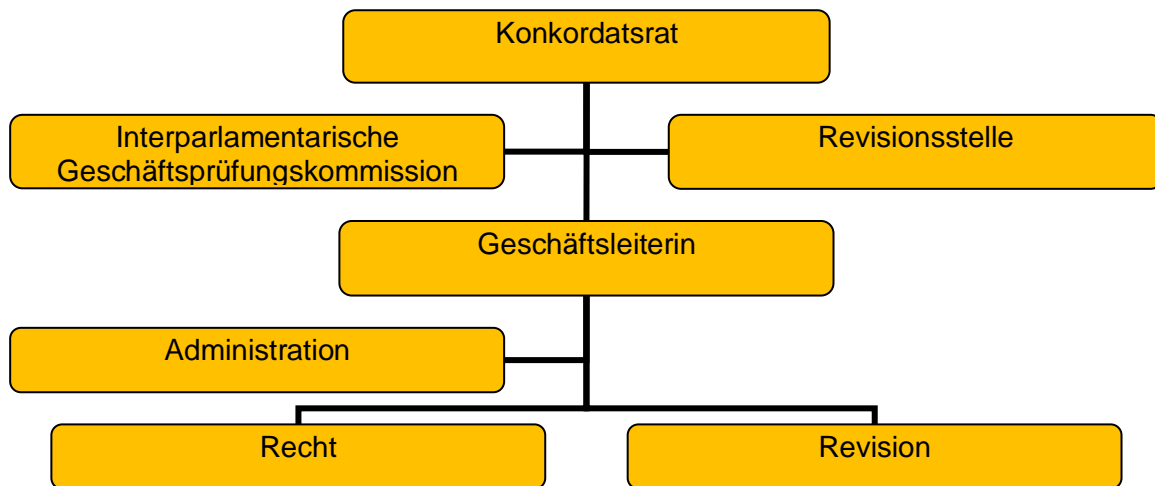 Konkordatsrat
Interparlamentarische
Geschäftsprüfungskommission
Revisionsstelle
Geschäftsleiterin
Administration
Recht
Revision